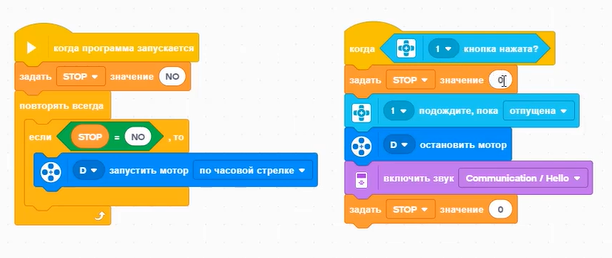 когда программа запускается
задать STOP значение NO
повторять всегда
если STOP = NO , то
D запустить мотор по часовой стрелке
когда 1 кнопка нажата?
задать STOP значение 0
1 подождите, пока отпущена
D остановить мотор
включить звук Communication / Hello
задать STOP значение 0